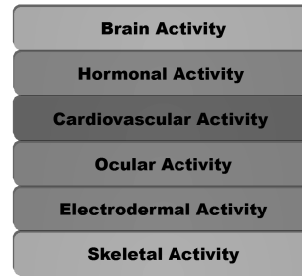 Brain Activity
Hormonal Activity
Cardiovascular Activity
Ocular Activity
Electrodermal Activity
Skeletal Activity